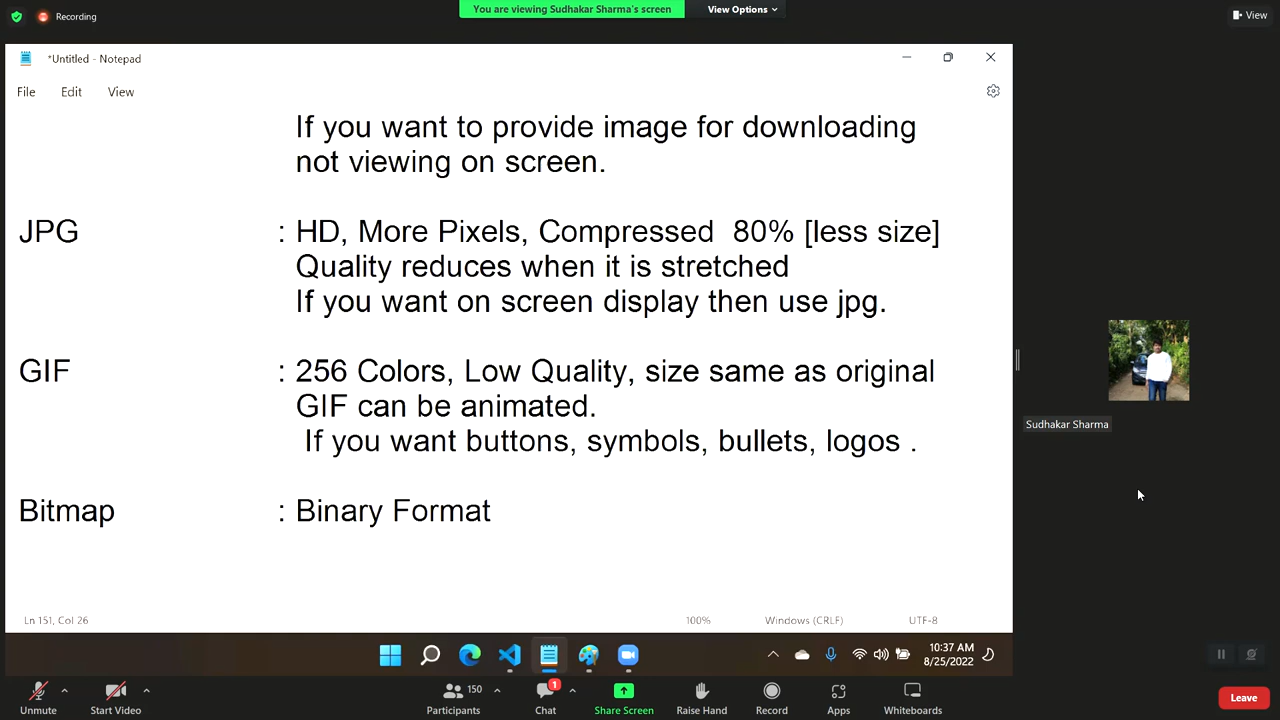 Recording
You are viewing Sudhakar Sharma's screen
View Options
View
*Untitled - Notepad
File
Edit
View
If you want to provide image for downloading
not viewing on screen.
JPG : HD, More Pixels, Compressed  80% [less size]
Quality reduces when it is stretched
If you want on screen display then use jpg.
GIF : 256 Colors, Low Quality, size same as original
GIF can be animated.
If you want buttons, symbols, bullets, logos .
Bitmap : Binary Format
Sudhakar Sharma
Ln 151, Col 26
100%
Windows (CRLF)
UTF-8
10:37 AM
8/25/2022
Unmute
Start Video
150
Participants
1
Chat
Share Screen
Raise Hand
Record
Apps
Whiteboards
Leave